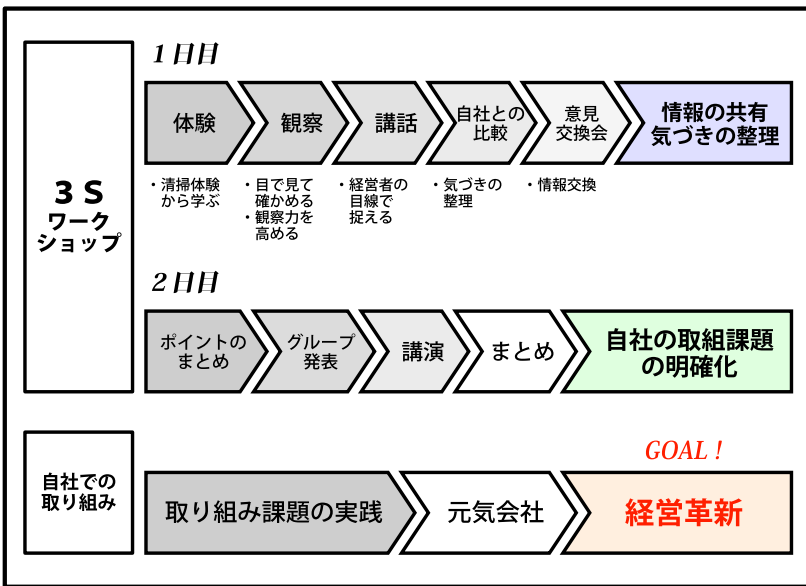 3 S
ワーク
ショップ
1日目
体験
観察
講話
自社との
比較
意見
交換会
情報の共有
気づきの整理
・清掃体験
から学ぶ
・目で見て
確かめる
・観察力を
高める
・経営者の
目線で
捉える
・気づきの
整理
・情報交換
2日目
ポイントの
まとめ
グループ
発表
講演
まとめ
自社の取組課題
の明確化
自社での
取り組み
取り組み課題の実践
元気会社
GOAL !
経営革新